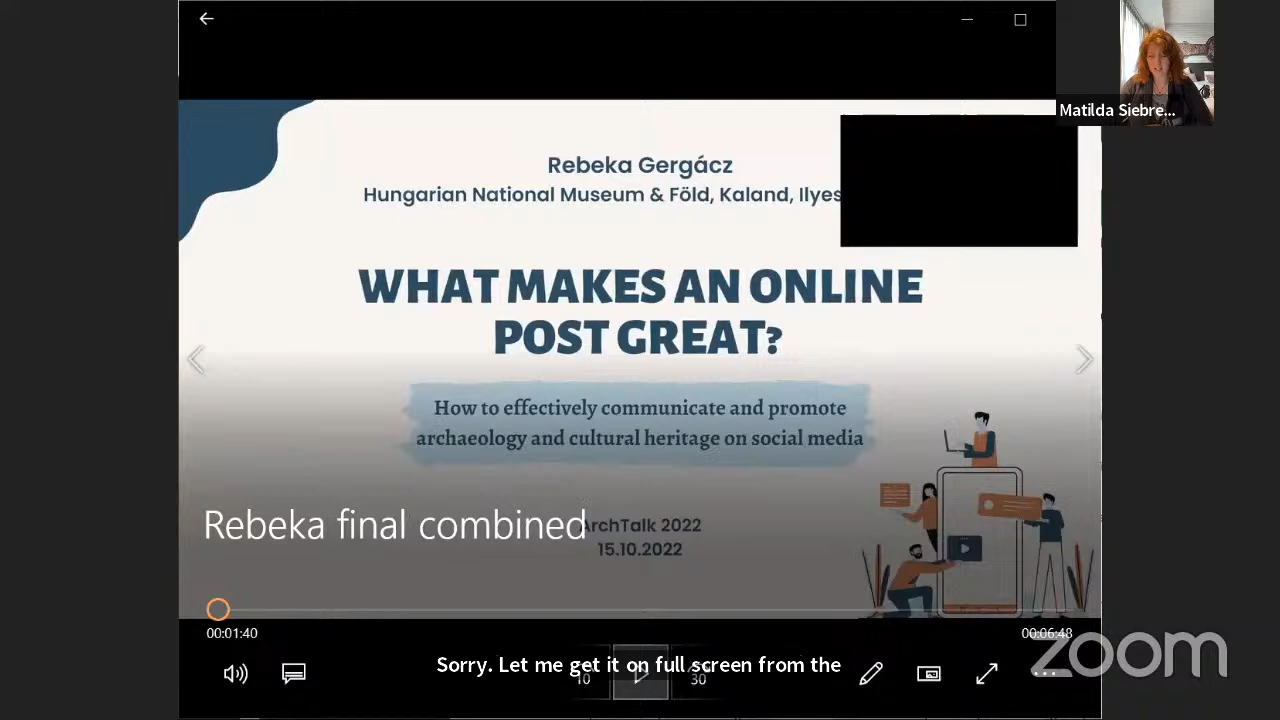 Matilda Siebre...
Rebeka Gergácz
Hungarian National Museum & Föld, Kaland, Ilyes
WHAT MAKES AN ONLINE
POST GREAT?
How to effectively communicate and promote
archaeology and cultural heritage on social media
Rebeka final combined
ArchTalk 2022
15.10.2022
00:01:40
00:06:48
Sorry. Let me get it on full screen from the
10
30
zoom